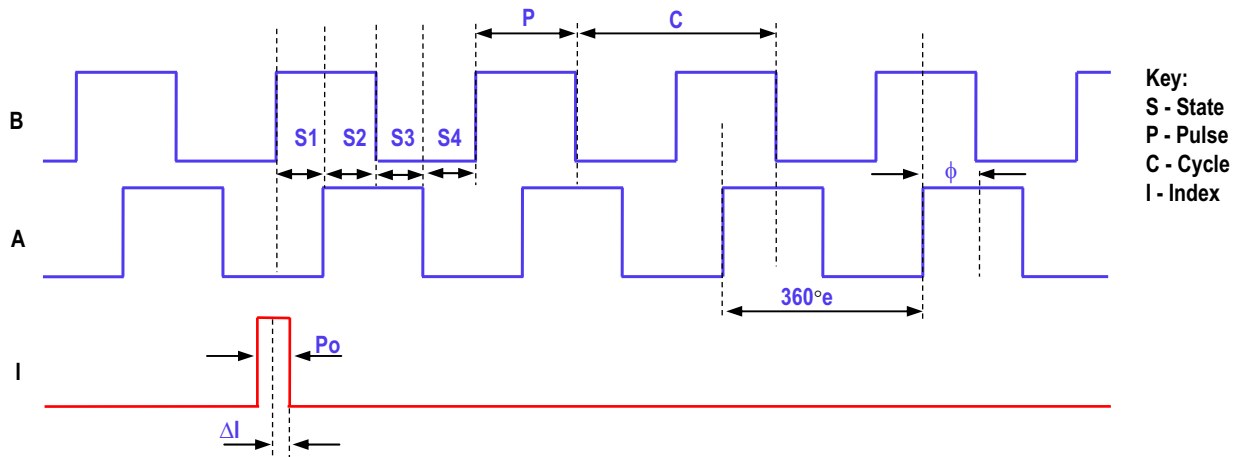 P
C
B
S1
S2
S3
S4
ϕ
Key:
S - State
P - Pulse
C - Cycle
I - Index
A
360°e
Po
I
ΔI